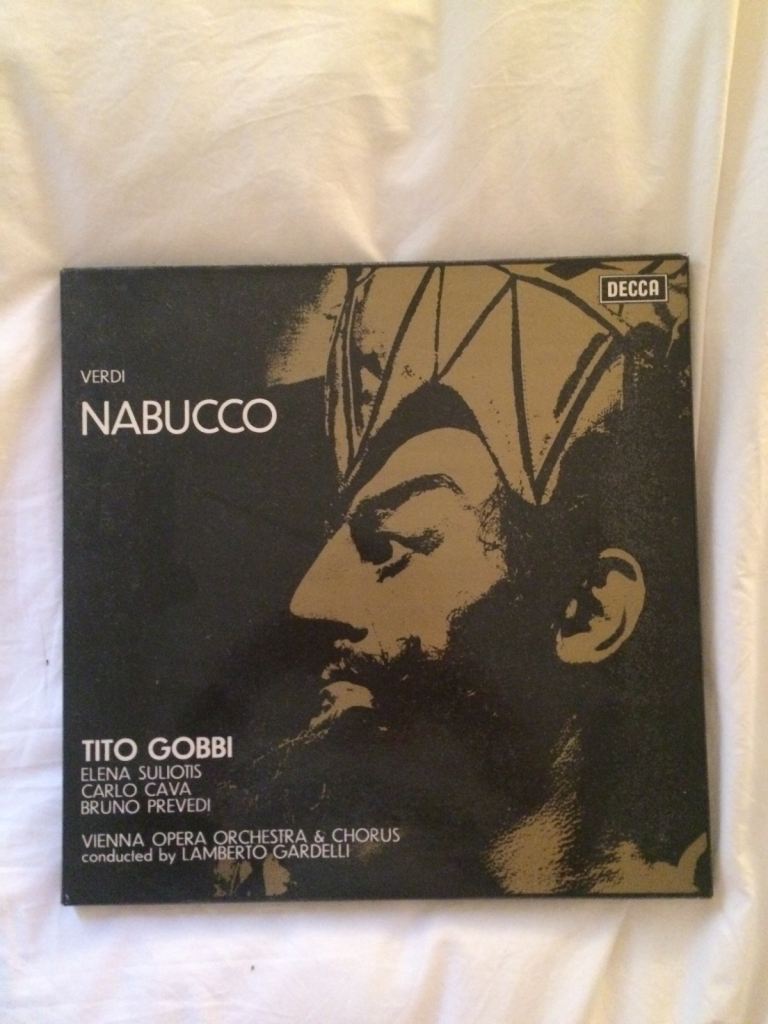 DECCA
VERDI
NABUCCO
TITO GOBBI
ELENA SULIOTIS
CARLO CAVA
BRUNO PREVEDI
VIENNA OPERA ORCHESTRA & CHORUS
conducted by LAMBERTO GARDELLI